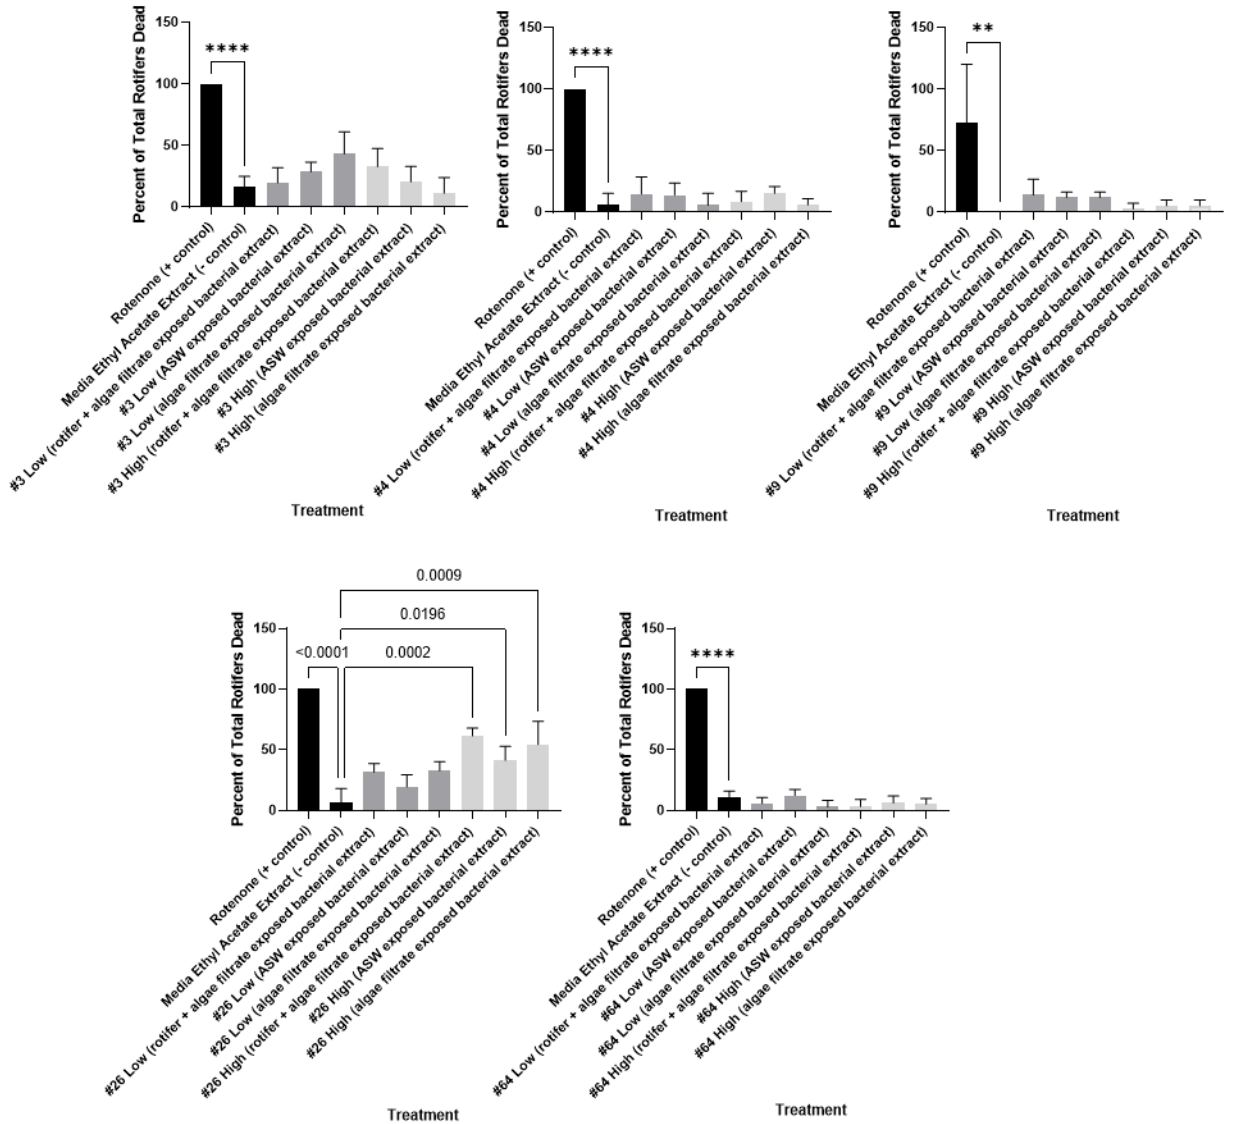 Percent of Total Rotifers Dead
150
100
50
0
****
Rotenone (+ control)
Media Ethyl Acetate Extract (- control)
#3 Low (rotifer + algae filtrate exposed bacterial extract)
#3 Low (ASW exposed bacterial extract)
#3 Low (algae filtrate exposed bacterial extract)
#3 High (rotifer + algae filtrate exposed bacterial extract)
#3 High (ASW exposed bacterial extract)
#3 High (algae filtrate exposed bacterial extract)
Treatment
Percent of Total Rotifers Dead
150
100
50
0
****
Rotenone (+ control)
Media Ethyl Acetate Extract (- control)
#4 Low (rotifer + algae filtrate exposed bacterial extract)
#4 Low (ASW exposed bacterial extract)
#4 Low (algae filtrate exposed bacterial extract)
#4 High (rotifer + algae filtrate exposed bacterial extract)
#4 High (ASW exposed bacterial extract)
#4 High (algae filtrate exposed bacterial extract)
Treatment
Percent of Total Rotifers Dead
150
100
50
0
**
Rotenone (+ control)
Media Ethyl Acetate Extract (- control)
#9 Low (rotifer + algae filtrate exposed bacterial extract)
#9 Low (ASW exposed bacterial extract)
#9 Low (algae filtrate exposed bacterial extract)
#9 High (rotifer + algae filtrate exposed bacterial extract)
#9 High (ASW exposed bacterial extract)
#9 High (algae filtrate exposed bacterial extract)
Treatment
Percent of Total Rotifers Dead
150
100
50
0
0.0009
0.0196
<0.0001
0.0002
Rotenone (+ control)
Media Ethyl Acetate Extract (- control)
#26 Low (rotifer + algae filtrate exposed bacterial extract)
#26 Low (ASW exposed bacterial extract)
#26 Low (algae filtrate exposed bacterial extract)
#26 High (rotifer + algae filtrate exposed bacterial extract)
#26 High (ASW exposed bacterial extract)
#26 High (algae filtrate exposed bacterial extract)
Treatment
Percent of Total Rotifers Dead
150
100
50
0
****
Rotenone (+ control)
Media Ethyl Acetate Extract (- control)
#64 Low (rotifer + algae filtrate exposed bacterial extract)
#64 Low (ASW exposed bacterial extract)
#64 Low (algae filtrate exposed bacterial extract)
#64 High (rotifer + algae filtrate exposed bacterial extract)
#64 High (ASW exposed bacterial extract)
#64 High (algae filtrate exposed bacterial extract)
Treatment